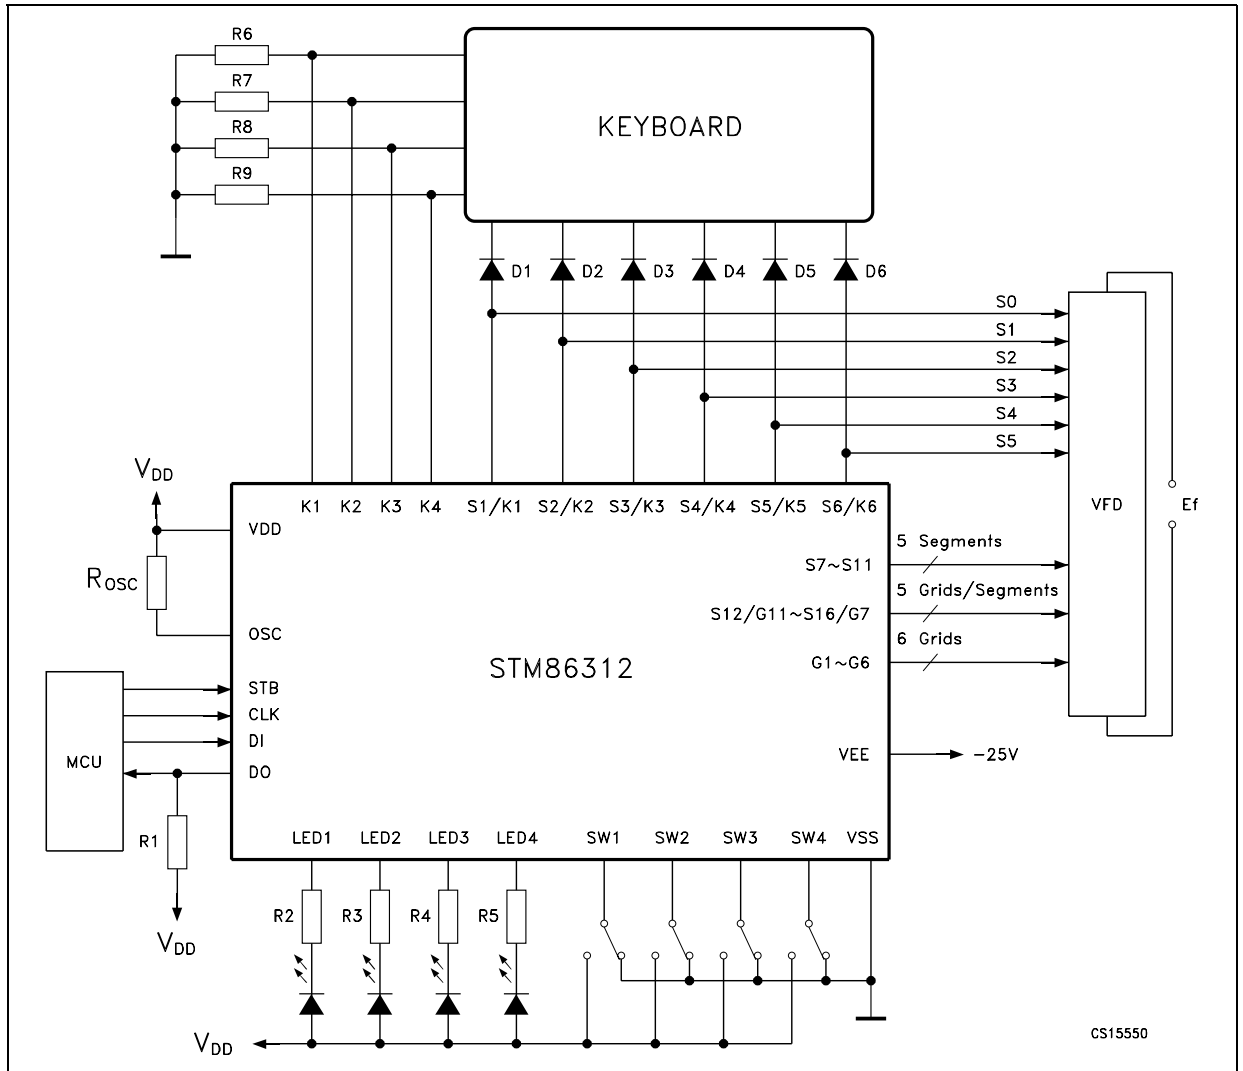 R6
R7
R8
R9
KEYBOARD
D1 D2 D3 D4 D5 D6
S0
S1
S2
S3
S4
S5
VDD
K1 K2 K3 K4 S1/K1 S2/K2 S3/K3 S4/K4 S5/K5 S6/K6
VDD
VFD
Ef
ROSC
5 Segments
S7~S11
5 Grids/Segments
S12/G11~S16/G7
6 Grids
G1~G6
OSC
STM86312
STB
CLK
DI
DO
MCU
VEE
-25V
R1
VDD
LED1 LED2 LED3 LED4 SW1 SW2 SW3 SW4 VSS
R2 R3 R4 R5
VDD
CS15550